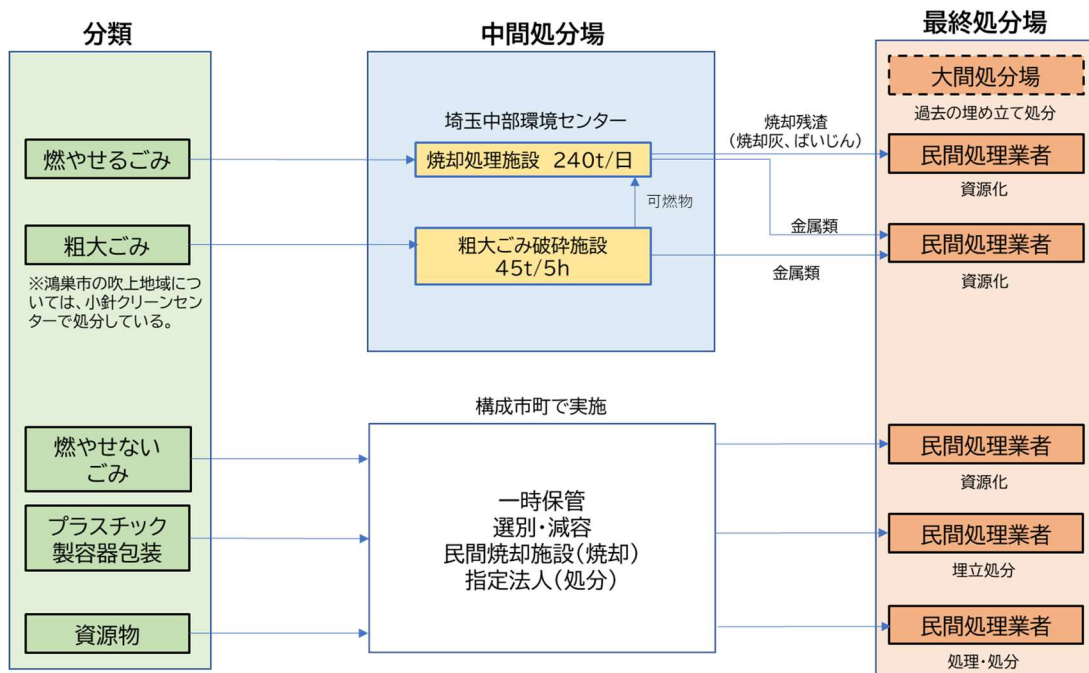 分類
中間処分場
最終処分場
大間処分場
過去の埋め立て処分
埼玉中部環境センター
焼却残渣
(焼却灰、ばいじん)
燃やせるごみ
焼却処理施設 240t/日
民間処理業者
資源化
可燃物
粗大ごみ
粗大ごみ破砕施設
45t/5h
金属類
金属類
民間処理業者
資源化
※鴻巣市の吹上地域につ
いては、小針クリーンセン
ターで処分している。
構成市町で実施
燃やせない
ごみ
民間処理業者
資源化
一時保管
選別・減容
民間焼却施設(焼却)
指定法人(処分)
プラスチック
製容器包装
民間処理業者
埋立処分
資源物
民間処理業者
処理・処分